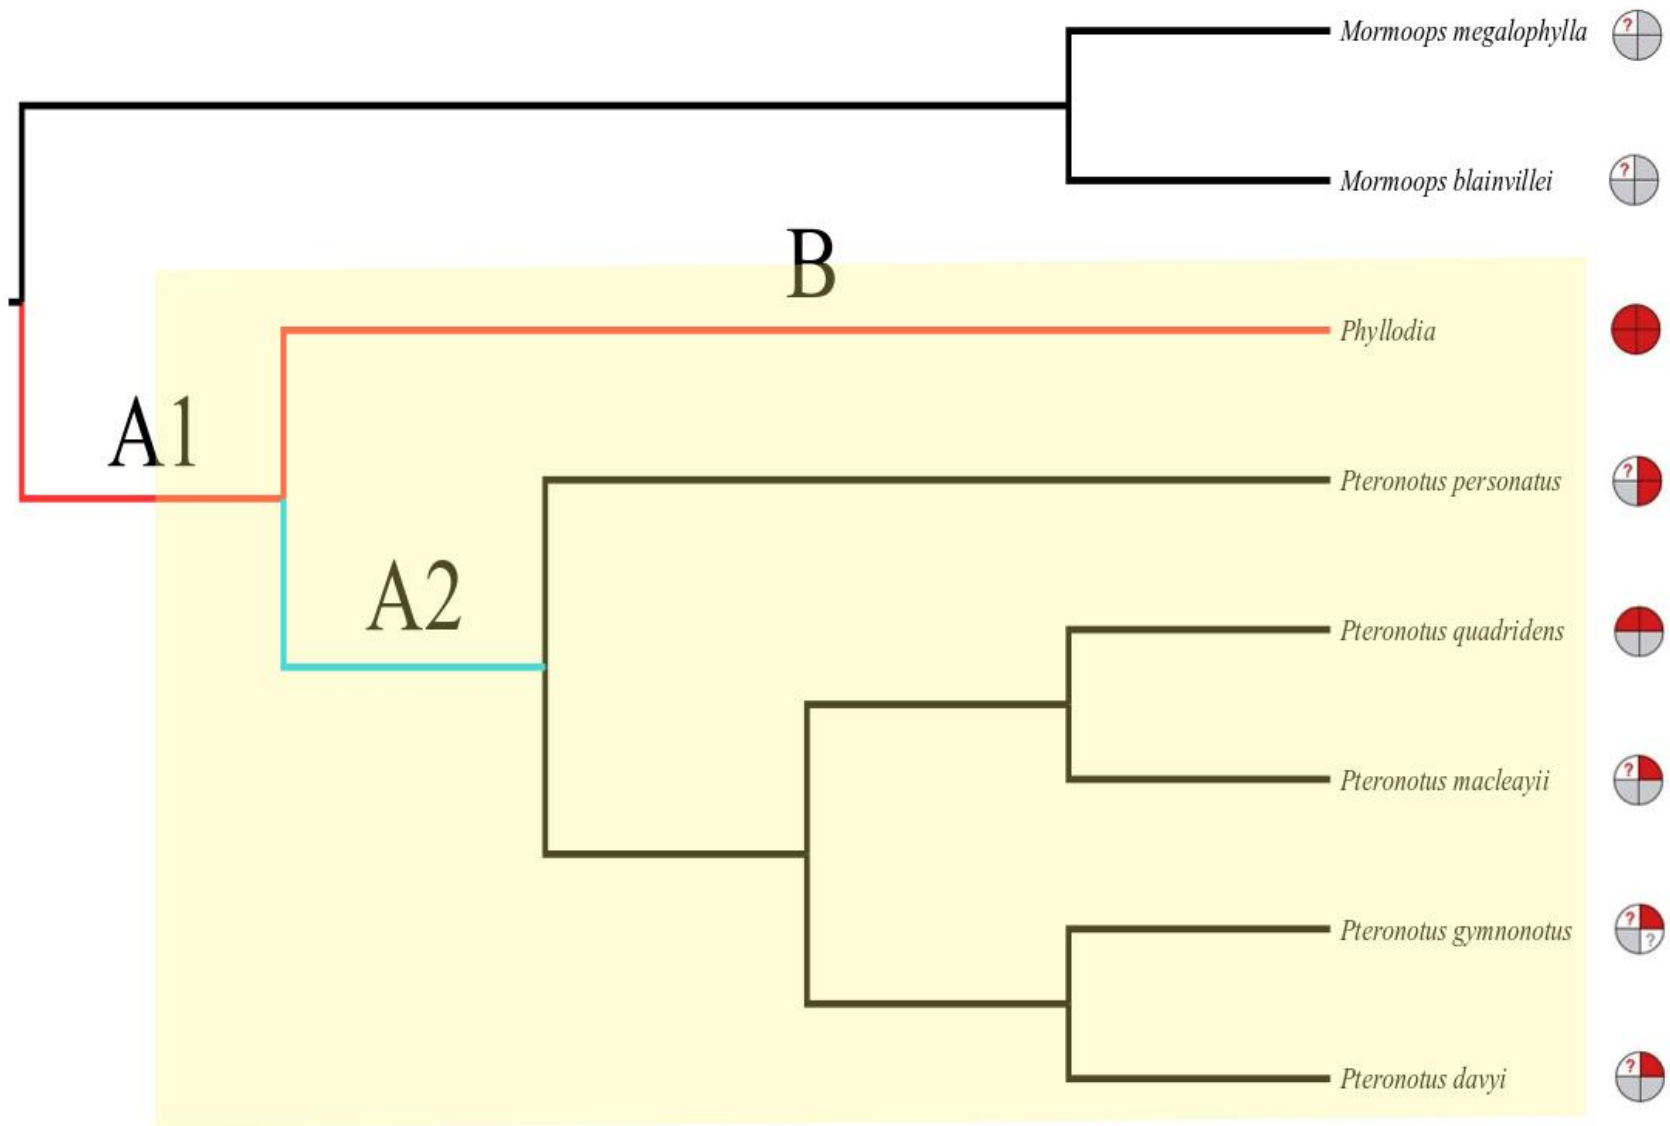 Mormoops megalophylla ?
Mormoops blainvillei ?
B
Phyllodia
A1
Pteronotus personatus ?
A2
Pteronotus quadridens
Pteronotus macleayii ?
Pteronotus gymnonotus ? ?
Pteronotus davyi ?